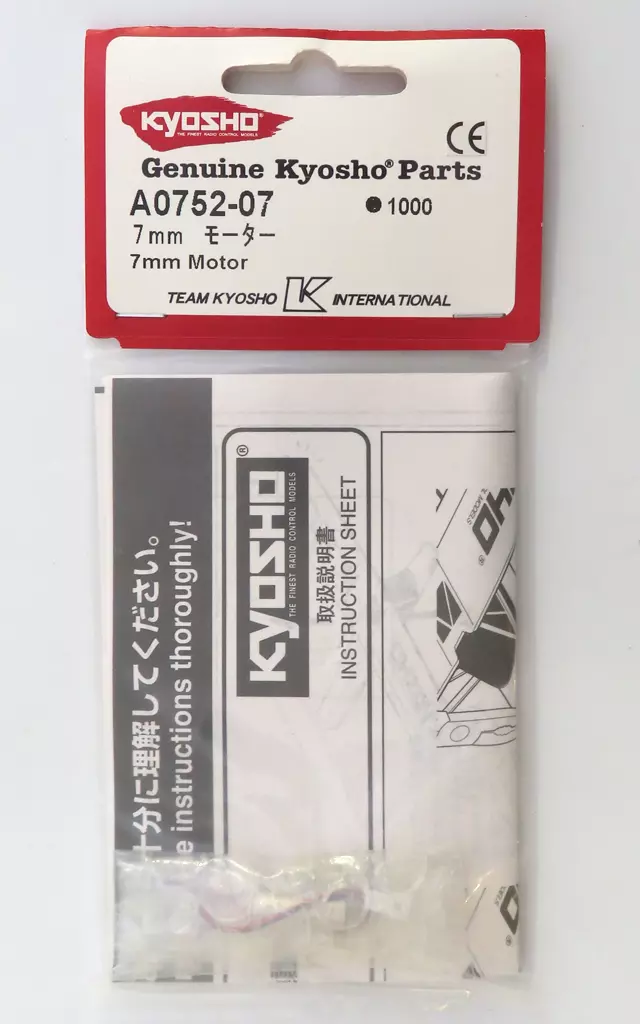 KYOSHO®
THE FINEST RADIO CONTROL MODELS
CE
Genuine Kyosho® Parts
A0752-07 ●1000
7mm モーター
7mm Motor
TEAM KYOSHO K INTERNATIONAL
十分に理解してください。
e instructions thoroughly!
KYOSHO®
THE FINEST RADIO CONTROL MODELS
取扱説明書
INSTRUCTION SHEET